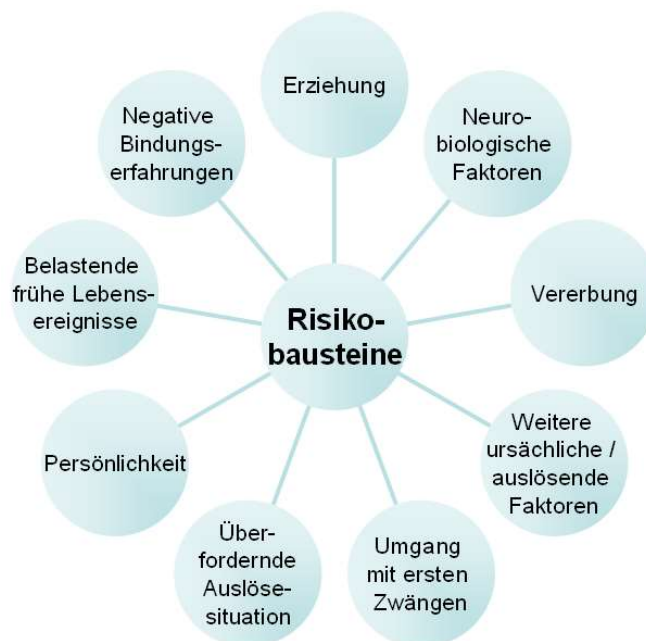 Erziehung
Neuro-
biologische
Faktoren
Vererbung
Weitere
ursächliche /
auslösende
Faktoren
Umgang
mit ersten
Zwängen
Über-
fordernde
Auslöse-
situation
Persönlichkeit
Belastende
frühe Lebens-
ereignisse
Negative
Bindungs-
erfahrungen
Risiko-
bausteine